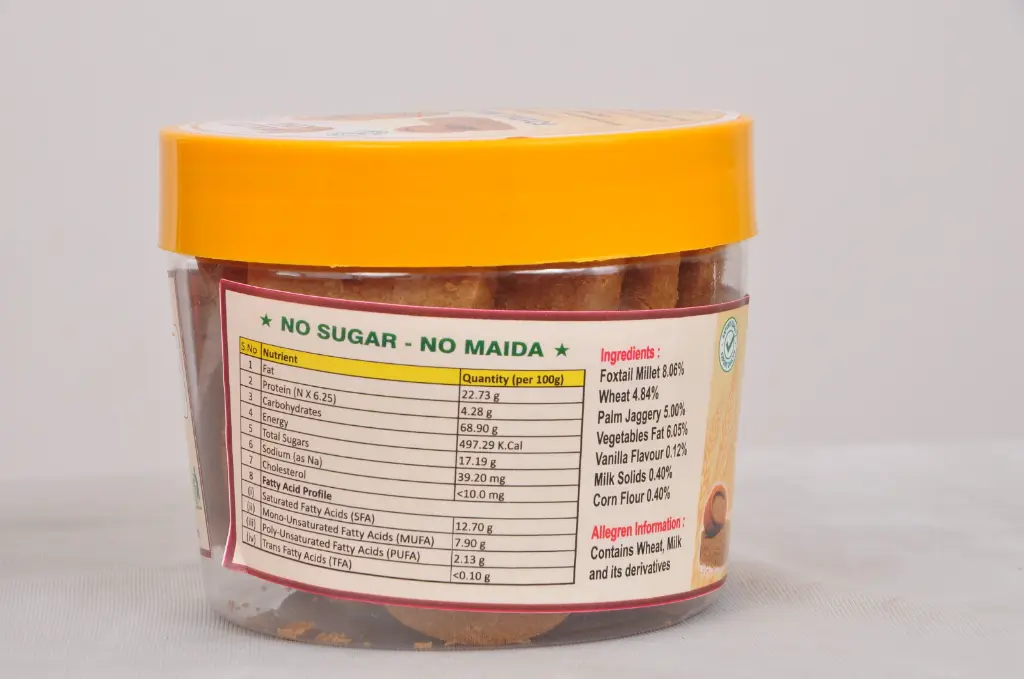 ★ NO SUGAR - NO MAIDA ★
S.No Nutrient Quantity (per 100g)
1 Fat 22.73 g
2 Protein (N X 6.25) 4.28 g
3 Carbohydrates 68.90 g
4 Energy 497.29 K.Cal
5 Total Sugars 17.19 g
6 Sodium (as Na) 39.20 mg
7 Cholesterol <10.0 mg
8 Fatty Acid Profile
(i) Saturated Fatty Acids (SFA) 12.70 g
(ii) Mono-Unsaturated Fatty Acids (MUFA) 7.90 g
(iii) Poly-Unsaturated Fatty Acids (PUFA) 2.13 g
(iv) Trans Fatty Acids (TFA) <0.10 g
Ingredients :
Foxtail Millet 8.06%
Wheat 4.84%
Palm Jaggery 5.00%
Vegetables Fat 6.05%
Vanilla Flavour 0.12%
Milk Solids 0.40%
Corn Flour 0.40%
Allegren Information :
Contains Wheat, Milk
and its derivatives